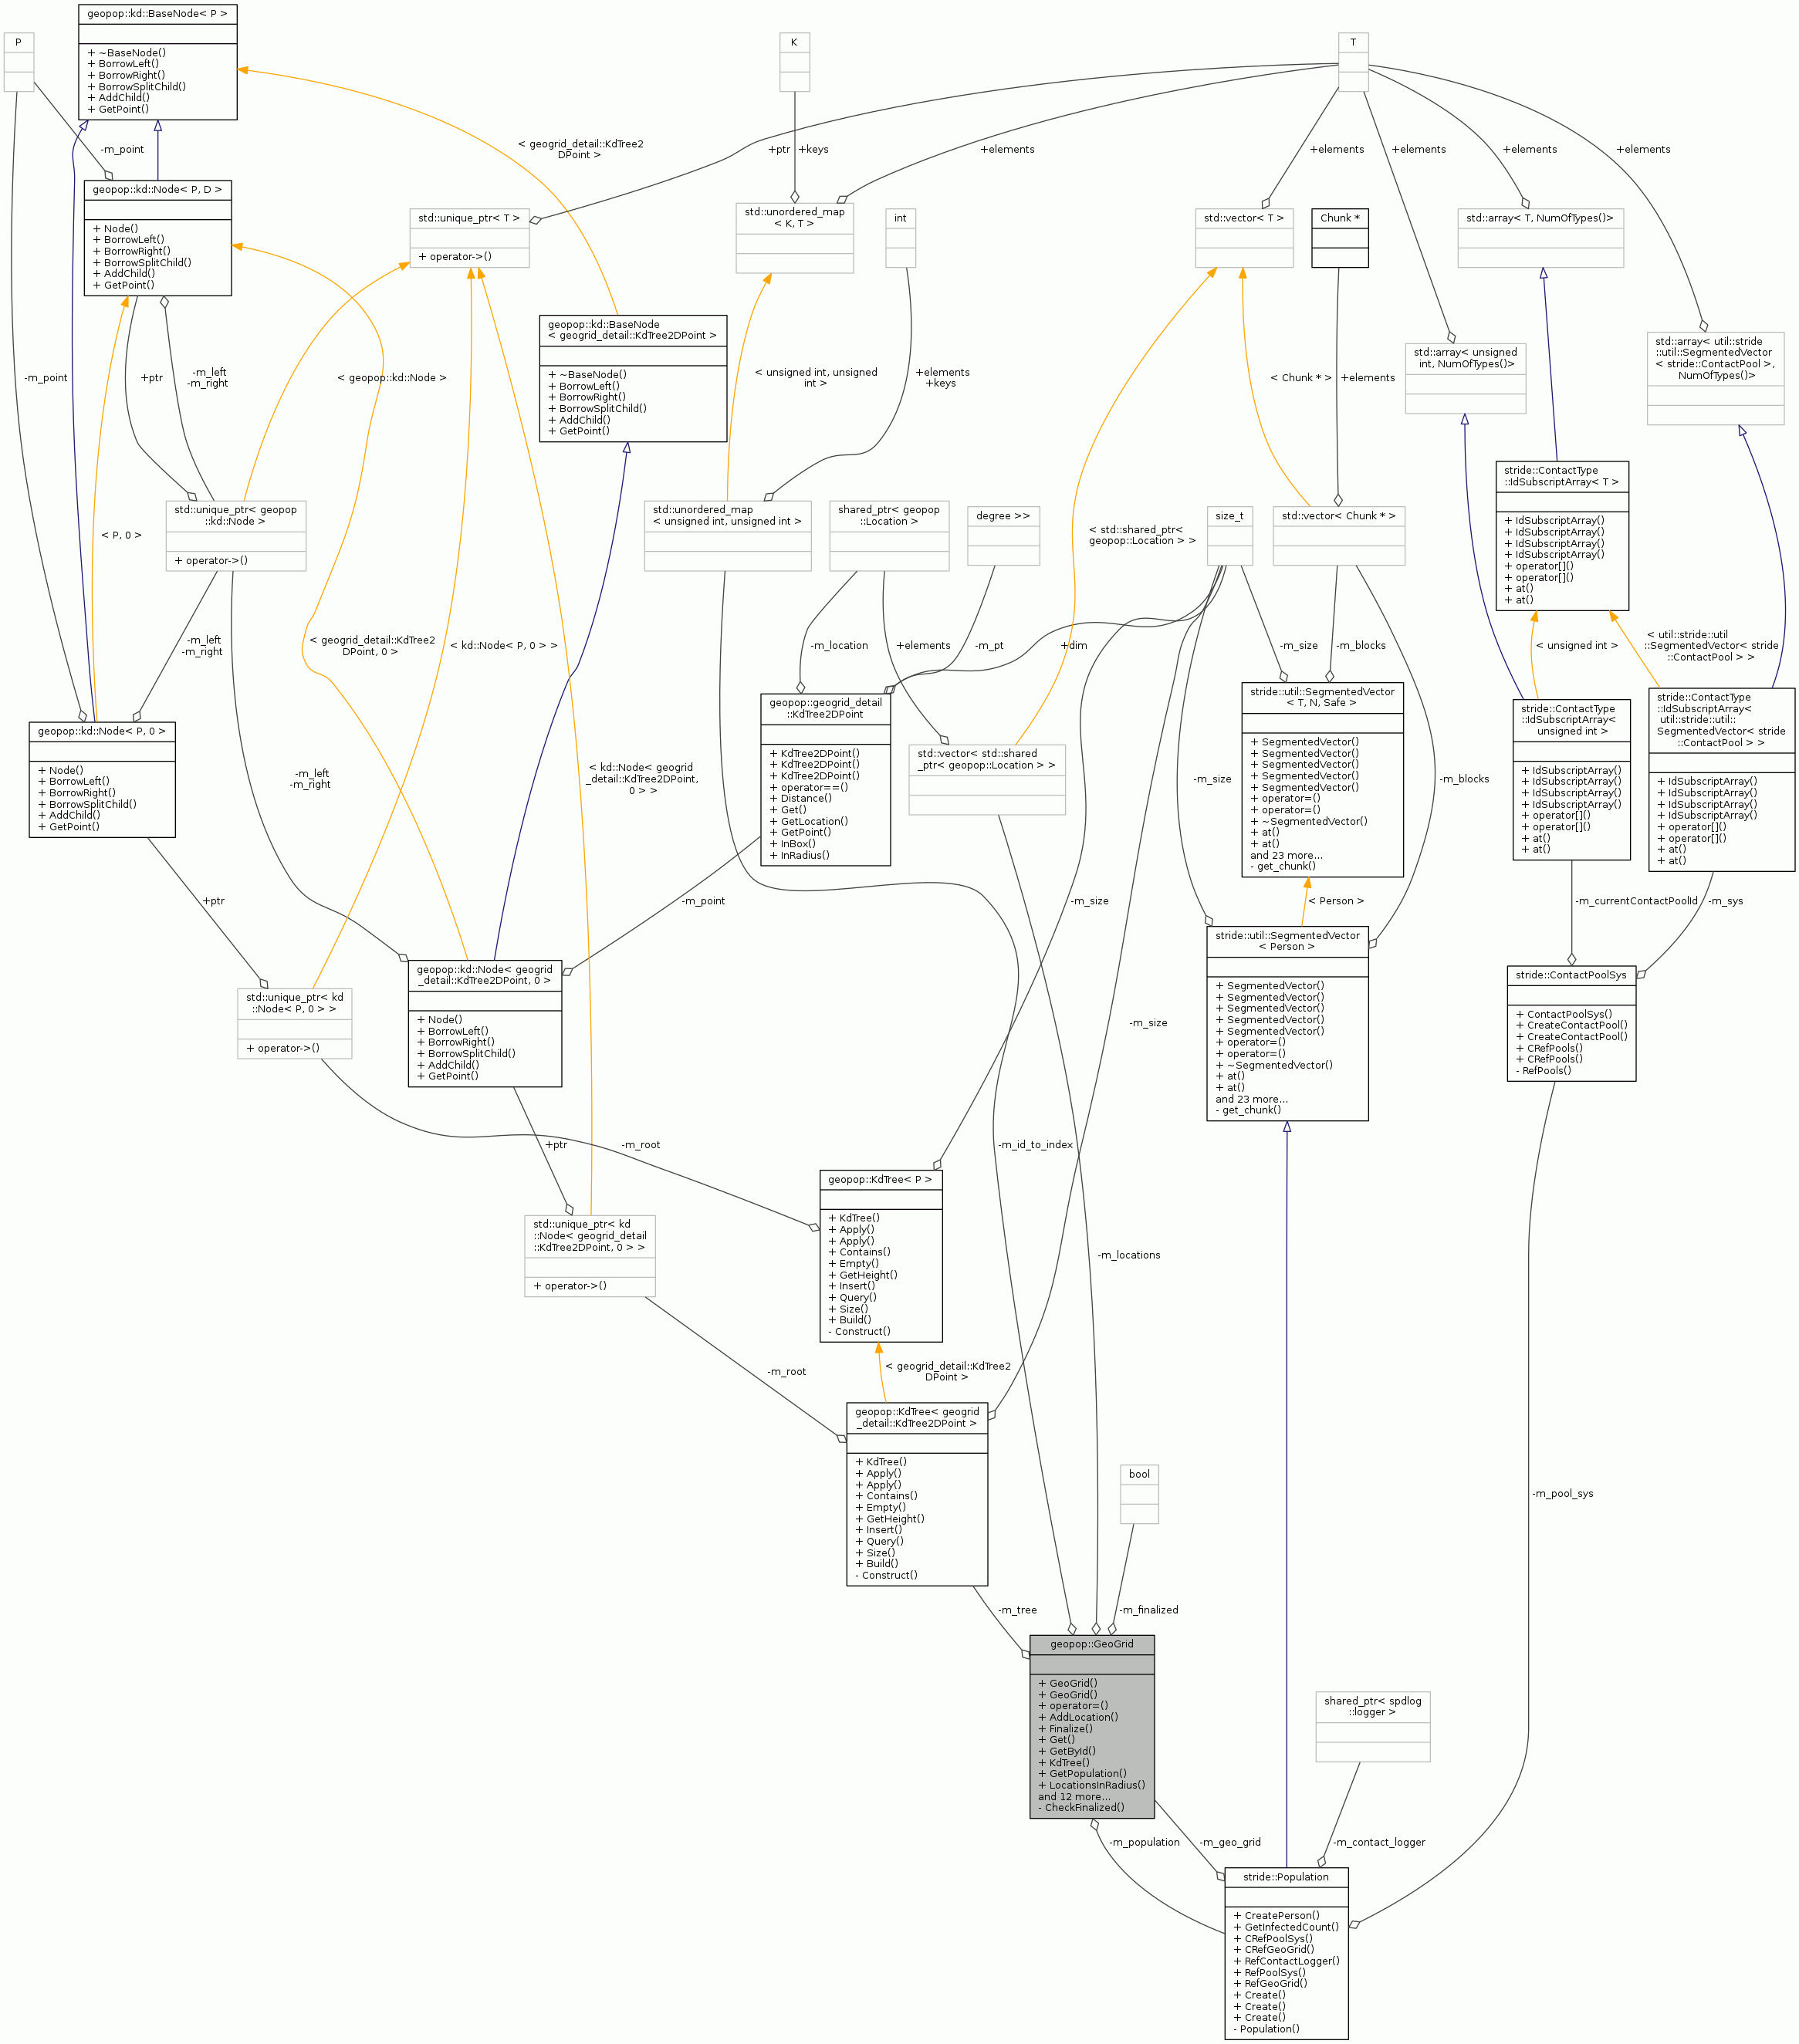 geopop::kd::BaseNode< P >
+ ~BaseNode()
+ BorrowLeft()
+ BorrowRight()
+ BorrowSplitChild()
+ AddChild()
+ GetPoint()
P
K
T
-m_point
< geogrid_detail::KdTree2
DPoint >
+ptr
+keys
+elements
+elements
+elements
+elements
+elements
geopop::kd::Node< P, D >
+ Node()
+ BorrowLeft()
+ BorrowRight()
+ BorrowSplitChild()
+ AddChild()
+ GetPoint()
std::unique_ptr< T >
+ operator->()
std::unordered_map
< K, T >
int
std::vector< T >
Chunk *
std::array< T, NumOfTypes()>
geopop::kd::BaseNode
< geogrid_detail::KdTree2DPoint >
+ ~BaseNode()
+ BorrowLeft()
+ BorrowRight()
+ BorrowSplitChild()
+ AddChild()
+ GetPoint()
std::array< unsigned
int, NumOfTypes()>
std::array< util::stride
::util::SegmentedVector
< stride::ContactPool >,
NumOfTypes()>
-m_point
+ptr
-m_left
-m_right
< geopop::kd::Node >
< unsigned int, unsigned
int >
+elements
+keys
< Chunk * >
+elements
stride::ContactType
::IdSubscriptArray< T >
+ IdSubscriptArray()
+ IdSubscriptArray()
+ IdSubscriptArray()
+ IdSubscriptArray()
+ operator[]()
+ operator[]()
+ at()
+ at()
std::unique_ptr< geopop
::kd::Node >
+ operator->()
std::unordered_map
< unsigned int, unsigned int >
shared_ptr< geopop
::Location >
degree >>
size_t
std::vector< Chunk * >
< P, 0 >
< std::shared_ptr<
geopop::Location > >
-m_left
-m_right
< geogrid_detail::KdTree2
DPoint, 0 >
< kd::Node< P, 0 > >
-m_location
+elements
-m_pt
+dim
-m_size
-m_blocks
< unsigned int >
< util::stride::util
::SegmentedVector< stride
::ContactPool > >
geopop::kd::Node< P, 0 >
+ Node()
+ BorrowLeft()
+ BorrowRight()
+ BorrowSplitChild()
+ AddChild()
+ GetPoint()
geopop::geogrid_detail
::KdTree2DPoint
+ KdTree2DPoint()
+ KdTree2DPoint()
+ KdTree2DPoint()
+ operator==()
+ Distance()
+ Get()
+ GetLocation()
+ GetPoint()
+ InBox()
+ InRadius()
std::vector< std::shared
_ptr< geopop::Location > >
stride::util::SegmentedVector
< T, N, Safe >
+ SegmentedVector()
+ SegmentedVector()
+ SegmentedVector()
+ SegmentedVector()
+ SegmentedVector()
+ operator=()
+ operator=()
+ ~SegmentedVector()
+ at()
+ at()
and 23 more...
- get_chunk()
stride::ContactType
::IdSubscriptArray<
unsigned int >
+ IdSubscriptArray()
+ IdSubscriptArray()
+ IdSubscriptArray()
+ IdSubscriptArray()
+ operator[]()
+ operator[]()
+ at()
+ at()
stride::ContactType
::IdSubscriptArray<
util::stride::util::
SegmentedVector< stride
::ContactPool > >
+ IdSubscriptArray()
+ IdSubscriptArray()
+ IdSubscriptArray()
+ IdSubscriptArray()
+ operator[]()
+ operator[]()
+ at()
+ at()
-m_left
-m_right
< kd::Node< geogrid
_detail::KdTree2DPoint,
0 > >
-m_size
-m_blocks
+ptr
-m_point
-m_size
< Person >
-m_currentContactPoolId
-m_sys
std::unique_ptr< kd
::Node< P, 0 > >
+ operator->()
geopop::kd::Node< geogrid
_detail::KdTree2DPoint, 0 >
+ Node()
+ BorrowLeft()
+ BorrowRight()
+ BorrowSplitChild()
+ AddChild()
+ GetPoint()
-m_size
stride::util::SegmentedVector
< Person >
+ SegmentedVector()
+ SegmentedVector()
+ SegmentedVector()
+ SegmentedVector()
+ SegmentedVector()
+ operator=()
+ operator=()
+ ~SegmentedVector()
+ at()
+ at()
and 23 more...
- get_chunk()
stride::ContactPoolSys
+ ContactPoolSys()
+ CreateContactPool()
+ CreateContactPool()
+ CRefPools()
+ CRefPools()
- RefPools()
+ptr
-m_root
-m_id_to_index
geopop::KdTree< P >
+ KdTree()
+ Apply()
+ Apply()
+ Contains()
+ Empty()
+ GetHeight()
+ Insert()
+ Query()
+ Size()
+ Build()
- Construct()
std::unique_ptr< kd
::Node< geogrid_detail
::KdTree2DPoint, 0 > >
+ operator->()
-m_locations
-m_root
< geogrid_detail::KdTree2
DPoint >
geopop::KdTree< geogrid
_detail::KdTree2DPoint >
+ KdTree()
+ Apply()
+ Apply()
+ Contains()
+ Empty()
+ GetHeight()
+ Insert()
+ Query()
+ Size()
+ Build()
- Construct()
bool
-m_pool_sys
-m_tree
-m_finalized
geopop::GeoGrid
+ GeoGrid()
+ GeoGrid()
+ operator=()
+ AddLocation()
+ Finalize()
+ Get()
+ GetById()
+ KdTree()
+ GetPopulation()
+ LocationsInRadius()
and 12 more...
- CheckFinalized()
shared_ptr< spdlog
::logger >
-m_population
-m_geo_grid
-m_contact_logger
stride::Population
+ CreatePerson()
+ GetInfectedCount()
+ CRefPoolSys()
+ CRefGeoGrid()
+ RefContactLogger()
+ RefPoolSys()
+ RefGeoGrid()
+ Create()
+ Create()
+ Create()
- Population()